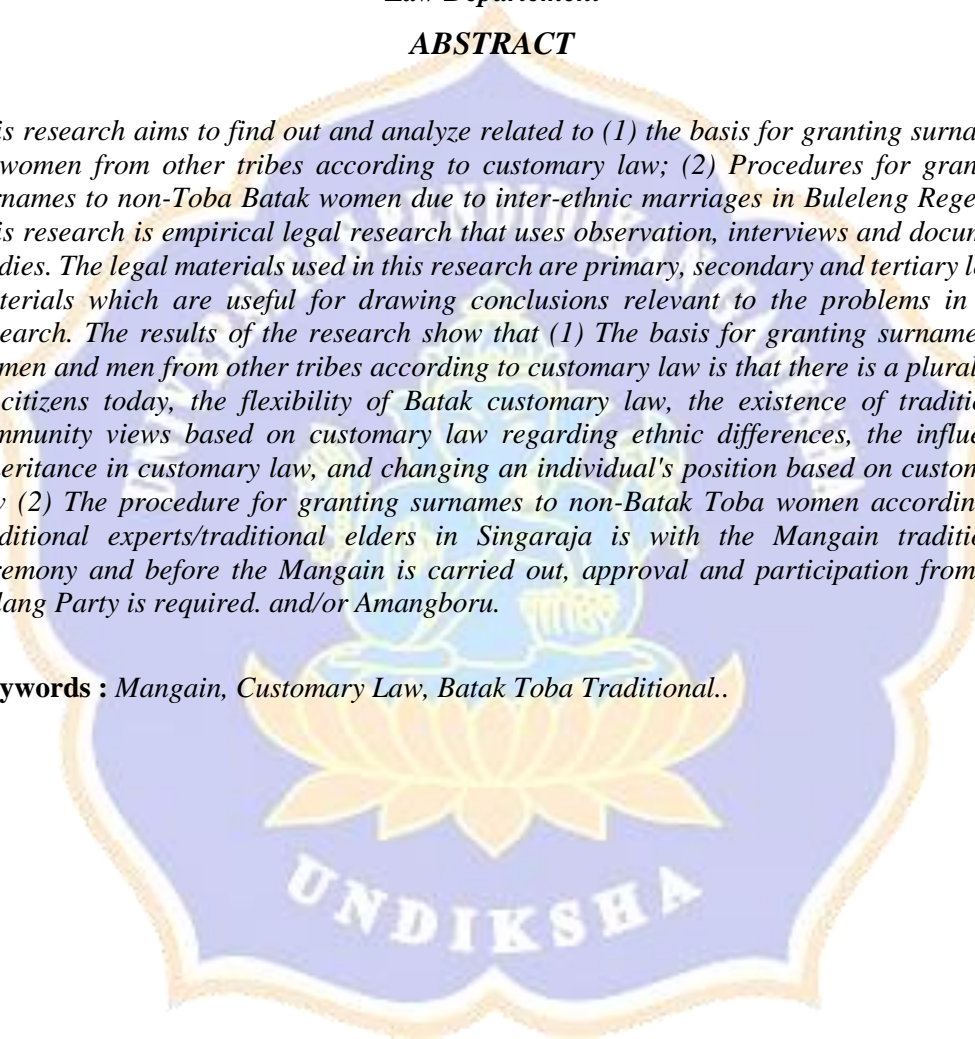 Law Departement
ABSTRACT
is research aims to find out and analyze related to (1) the basis for granting surna
women from other tribes according to customary law; (2) Procedures for gran
rnames to non-Toba Batak women due to inter-ethnic marriages in Buleleng Rege
is research is empirical legal research that uses observation, interviews and docum
dies. The legal materials used in this research are primary, secondary and tertiary l
terials which are useful for drawing conclusions relevant to the problems in
earch. The results of the research show that (1) The basis for granting surname
men and men from other tribes according to customary law is that there is a plural
citizens today, the flexibility of Batak customary law, the existence of traditio
mmunity views based on customary law regarding ethnic differences, the influe
eritance in customary law, and changing an individual's position based on custom
(2) The procedure for granting surnames to non-Batak Toba women accordin
ditional experts/traditional elders in Singaraja is with the Mangain traditio
remony and before the Mangain is carried out, approval and participation from
lang Party is required. and/or Amangboru.
ywords : Mangain, Customary Law, Batak Toba Traditional..
UNIVERSITAS PENDIDIKAN GANESHA
UNDIKSHA